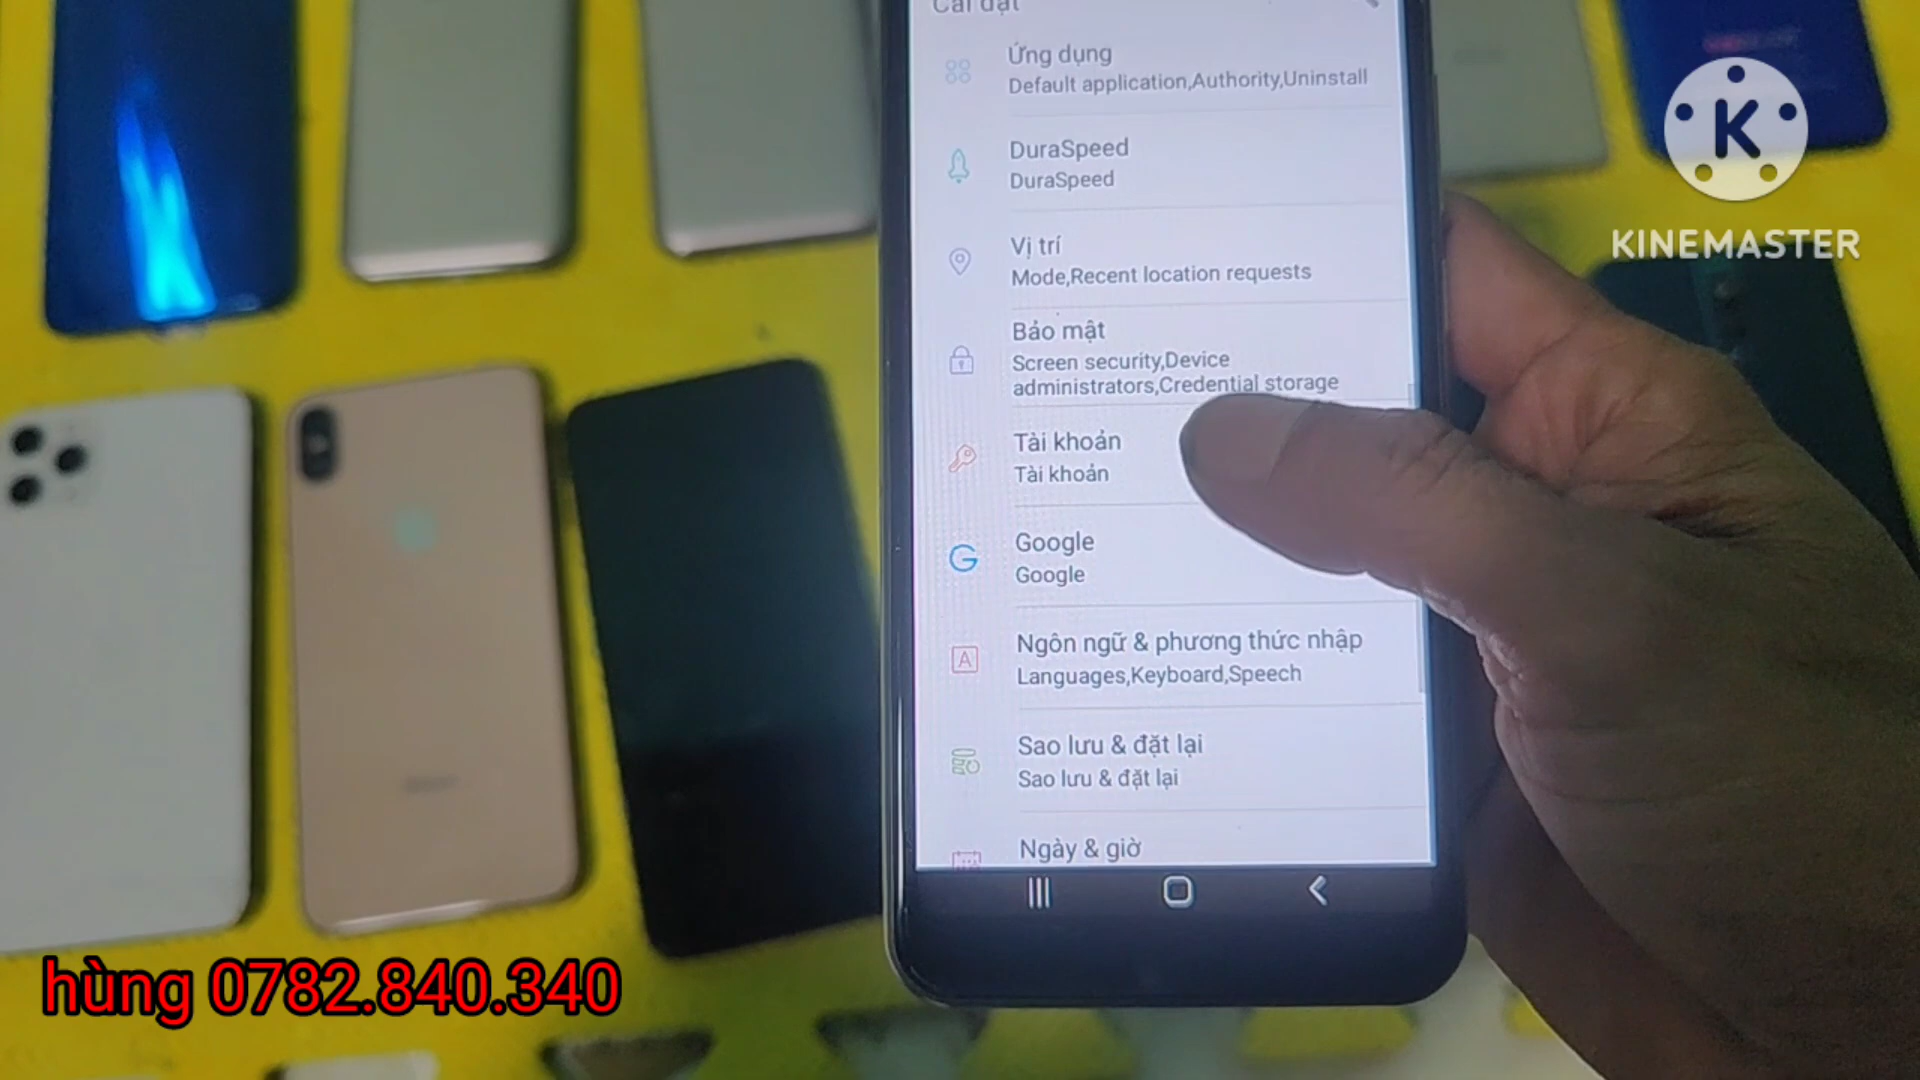 Cài đặt
Ứng dụng
Default application,Authority,Uninstall
DuraSpeed
DuraSpeed
Vị trí
Mode,Recent location requests
Bảo mật
Screen security,Device
administrators,Credential storage
Tài khoản
Tài khoản
Google
Google
Ngôn ngữ & phương thức nhập
Languages,Keyboard,Speech
Sao lưu & đặt lại
Sao lưu & đặt lại
Ngày & giờ
K
KINEMASTER
hùng 0782.840.340